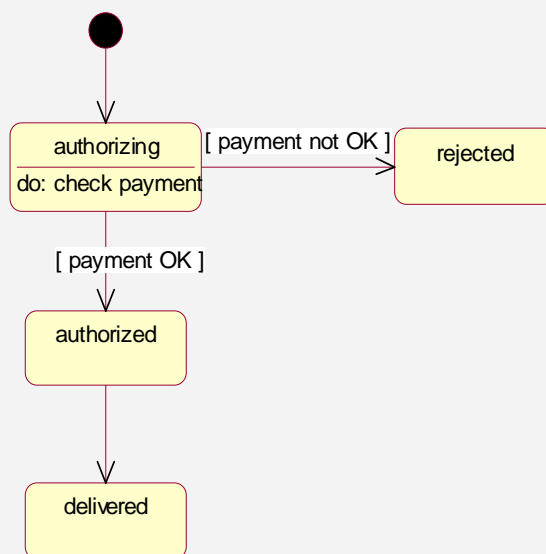 authorizing
[ payment not OK ]
rejected
do: check payment
[ payment OK ]
authorized
delivered